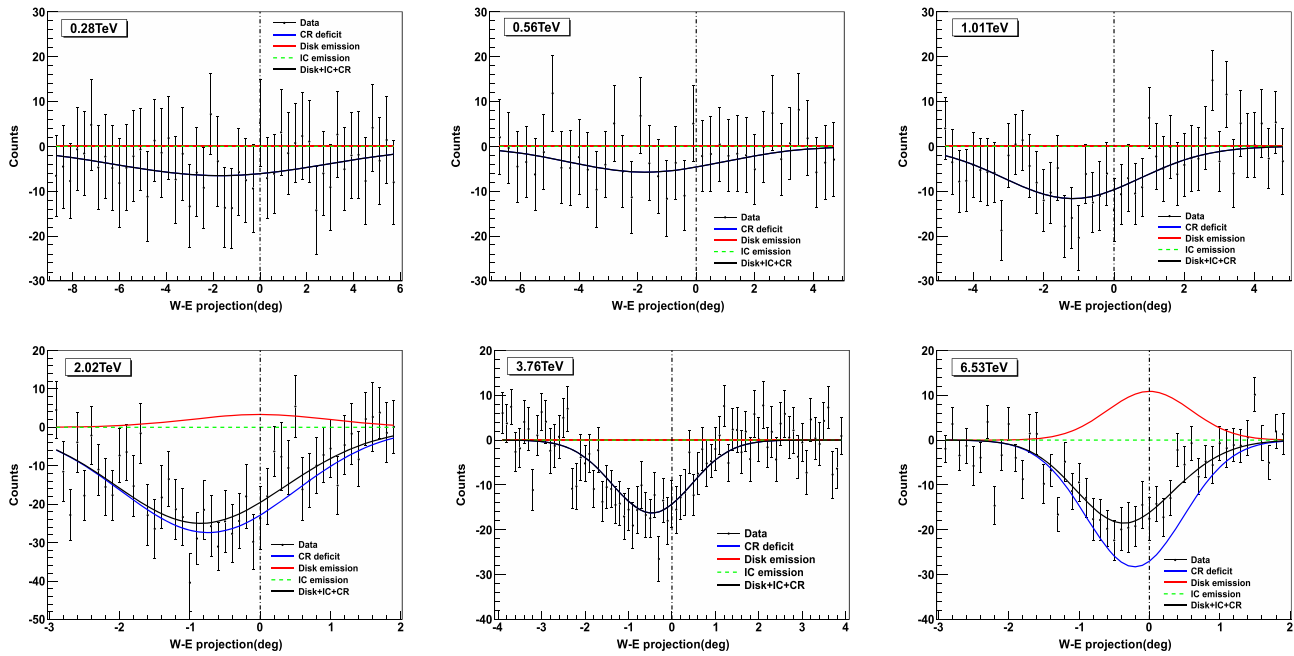 0.28TeV
Data
CR deficit
Disk emission
IC emission
Disk+IC+CR
Counts
30
20
10
0
-10
-20
-30
-8 -6 -4 -2 0 2 4 6
W-E projection(deg)
0.56TeV
Data
CR deficit
Disk emission
IC emission
Disk+IC+CR
Counts
30
20
10
0
-10
-20
-30
-6 -4 -2 0 2 4
W-E projection(deg)
1.01TeV
Data
CR deficit
Disk emission
IC emission
Disk+IC+CR
Counts
30
20
10
0
-10
-20
-30
-4 -2 0 2 4
W-E projection(deg)
2.02TeV
Data
CR deficit
Disk emission
IC emission
Disk+IC+CR
Counts
20
10
0
-10
-20
-30
-40
-50
-3 -2 -1 0 1 2
W-E projection(deg)
3.76TeV
Data
CR deficit
Disk emission
IC emission
Disk+IC+CR
Counts
20
10
0
-10
-20
-30
-40
-4 -3 -2 -1 0 1 2 3 4
W-E projection(deg)
6.53TeV
Data
CR deficit
Disk emission
IC emission
Disk+IC+CR
Counts
20
10
0
-10
-20
-30
-40
-3 -2 -1 0 1 2
W-E projection(deg)